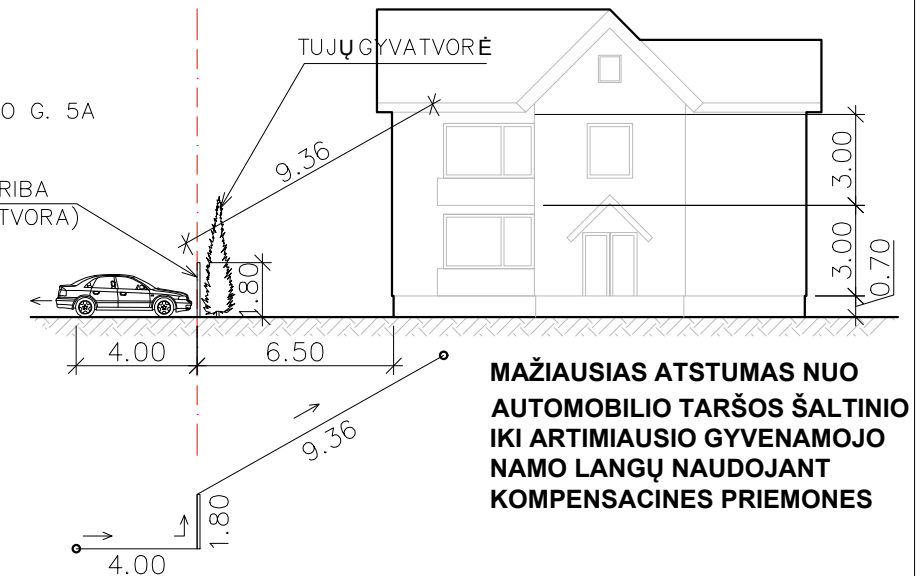 TUJŲ GYVATVORĖ
O G. 5A
RIBA
TVORA)
9.36
1.80
3.00
3.00
0.70
4.00
6.50
9.36
1.80
4.00
MAŽIAUSIAS ATSTUMAS NUO
AUTOMOBILIO TARŠOS ŠALTINIO
IKI ARTIMIAUSIO GYVENAMOJO
NAMO LANGŲ NAUDOJANT
KOMPENSACINES PRIEMONES